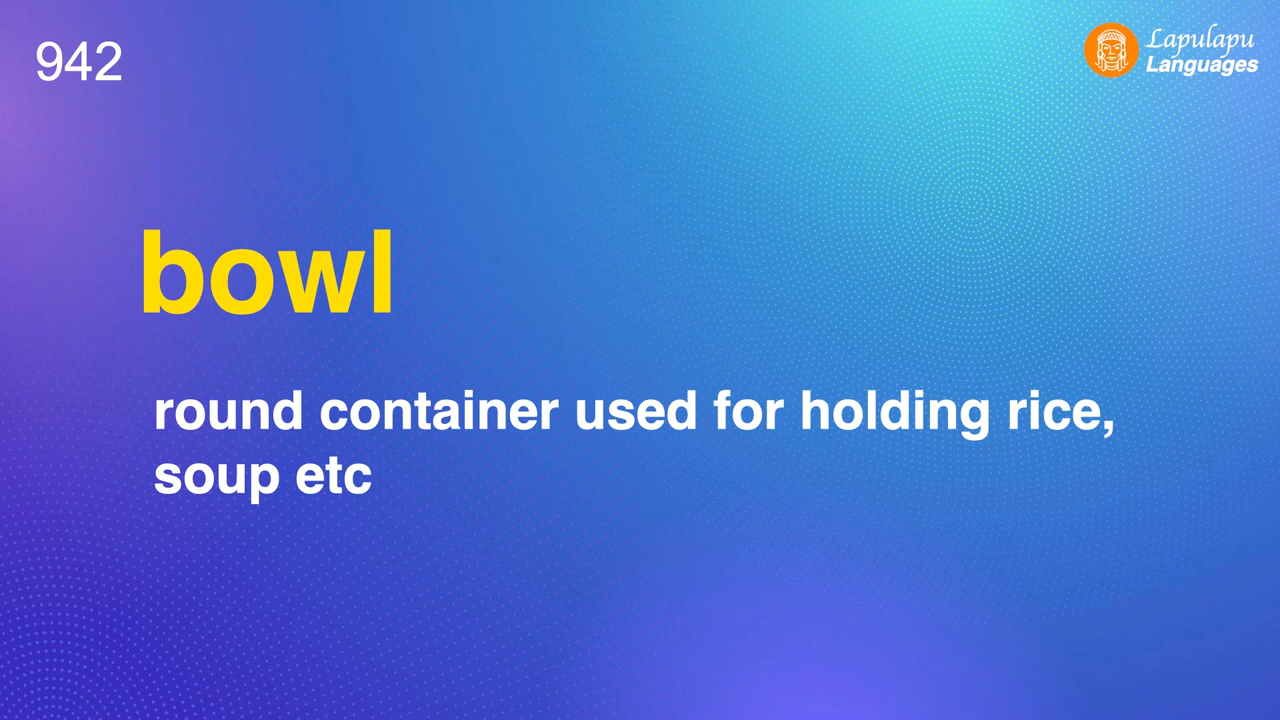 942
Lapulapu
Languages
bowl
round container used for holding rice,
soup etc